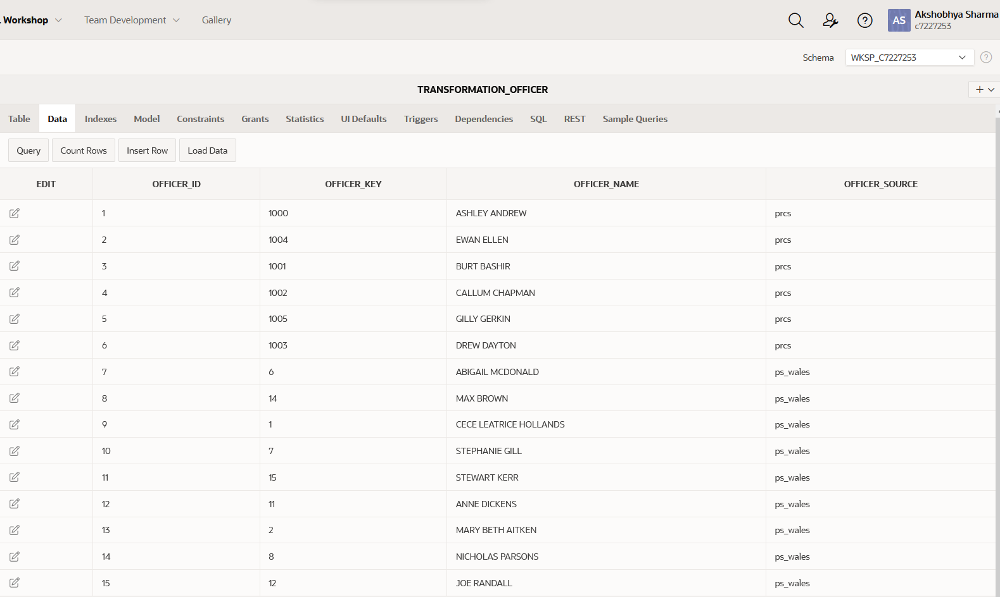 Workshop Team Development Gallery AS Akshobhya Sharma
c7227253
Schema WKSP_C7227253
TRANSFORMATION_OFFICER
Table Data Indexes Model Constraints Grants Statistics UI Defaults Triggers Dependencies SQL REST Sample Queries
Query Count Rows Insert Row Load Data
EDIT OFFICER_ID OFFICER_KEY OFFICER_NAME OFFICER_SOURCE
1 1000 ASHLEY ANDREW prcs
2 1004 EWAN ELLEN prcs
3 1001 BURT BASHIR prcs
4 1002 CALLUM CHAPMAN prcs
5 1005 GILLY GERKIN prcs
6 1003 DREW DAYTON prcs
7 6 ABIGAIL MCDONALD ps_wales
8 14 MAX BROWN ps_wales
9 1 CECE LEATRICE HOLLANDS ps_wales
10 7 STEPHANIE GILL ps_wales
11 15 STEWART KERR ps_wales
12 11 ANNE DICKENS ps_wales
13 2 MARY BETH AITKEN ps_wales
14 8 NICHOLAS PARSONS ps_wales
15 12 JOE RANDALL ps_wales